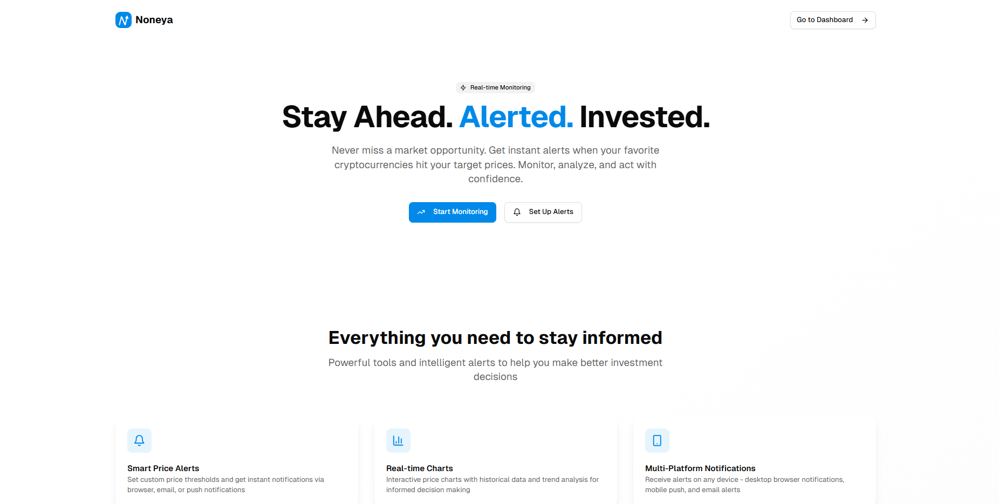 Noneya
Go to Dashboard
Real-time Monitoring
Stay Ahead. Alerted. Invested.
Never miss a market opportunity. Get instant alerts when your favorite
cryptocurrencies hit your target prices. Monitor, analyze, and act with
confidence.
Start Monitoring
Set Up Alerts
Everything you need to stay informed
Powerful tools and intelligent alerts to help you make better investment
decisions
Smart Price Alerts
Set custom price thresholds and get instant notifications via
browser, email, or push notifications
Real-time Charts
Interactive price charts with historical data and trend analysis for
informed decision making
Multi-Platform Notifications
Receive alerts on any device - desktop browser notifications,
mobile push, and email alerts